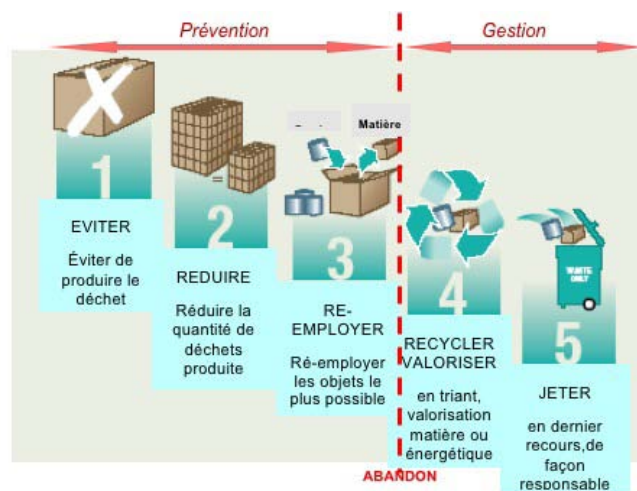 Prévention
Gestion
Matière
1
EVITER
Éviter de
produire le
déchet
=
2
REDUIRE
Réduire la
quantité de
déchets
produite
3
RE-
EMPLOYER
Ré-employer
les objets le
plus possible
4
RECYCLER
VALORISER
en triant,
valorisation
matière ou
énergétique
WASTE
ONLY
5
JETER
en dernier
recours,de
façon
responsable
ABANDON